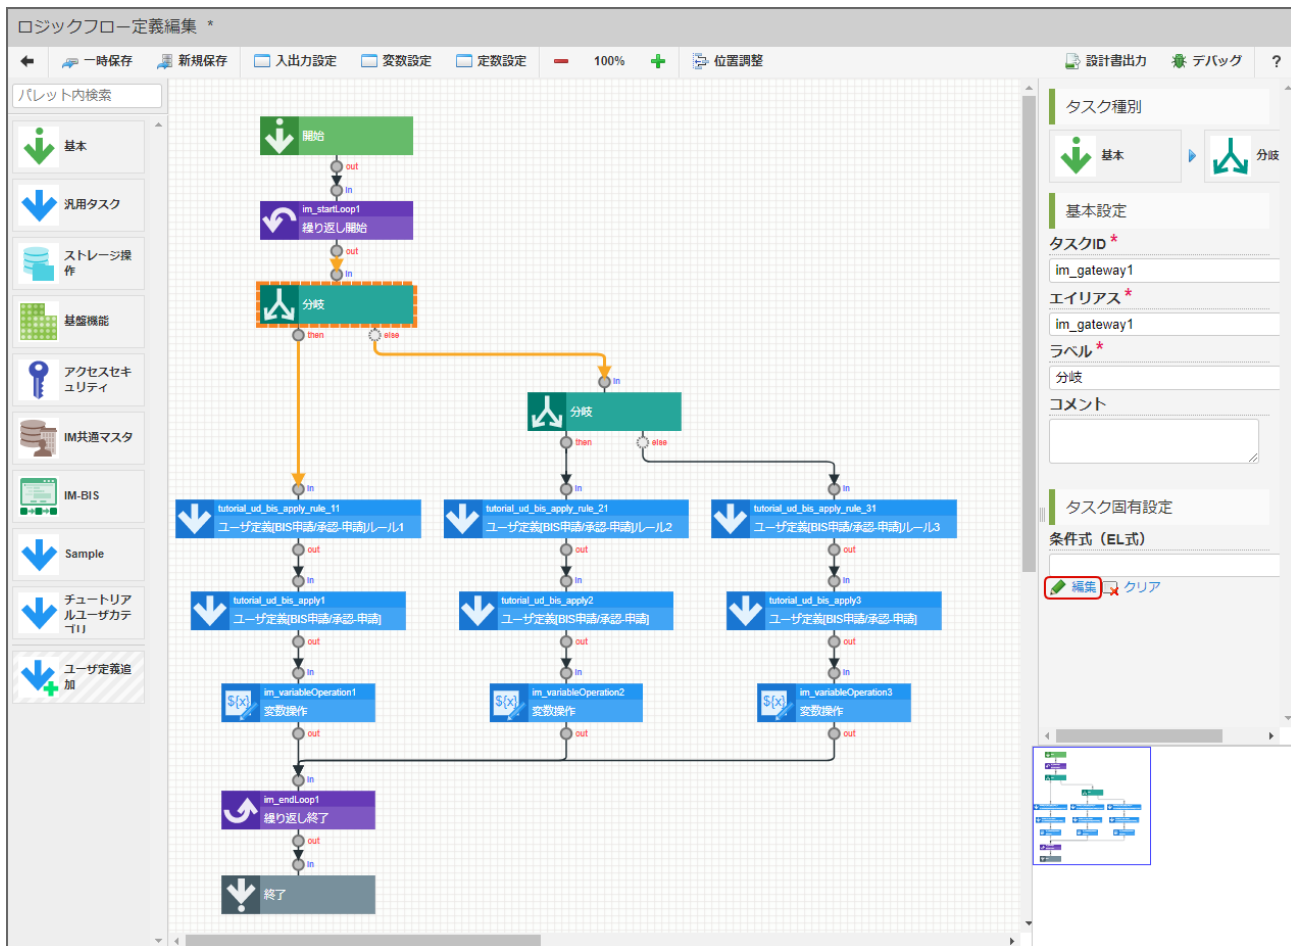 ロジックフロー定義編集 *
一時保存 新規保存 入出力設定 変数設定 定数設定 100% 位置調整 設計書出力 デバッグ ?
パレット内検索
基本
汎用タスク
ストレージ操
作
基盤機能
アクセスセキ
ュリティ
IM共通マスタ
IM-BIS
Sample
チュートリア
ルユーザカテ
ゴリ
ユーザ定義追
加
開始
out
in
im_startLoop1
繰り返し開始
out
in
分岐
then else
in
分岐
then else
in in in
tutorial_ud_bis_apply_rule_11 tutorial_ud_bis_apply_rule_21 tutorial_ud_bis_apply_rule_31
ユーザ定義[BIS申請/承認-申請]ルール1 ユーザ定義[BIS申請/承認-申請]ルール2 ユーザ定義[BIS申請/承認-申請]ルール3
out out out
in in in
tutorial_ud_bis_apply1 tutorial_ud_bis_apply2 tutorial_ud_bis_apply3
ユーザ定義[BIS申請/承認-申請] ユーザ定義[BIS申請/承認-申請] ユーザ定義[BIS申請/承認-申請]
out out out
in in in
${x} im_variableOperation1 ${x} im_variableOperation2 ${x} im_variableOperation3
変数操作 変数操作 変数操作
out out out
in
im_endLoop1
繰り返し終了
out
in
終了
タスク種別
基本 分岐
基本設定
タスクID *
im_gateway1
エイリアス *
im_gateway1
ラベル *
分岐
コメント
タスク固有設定
条件式（EL式）
編集 クリア